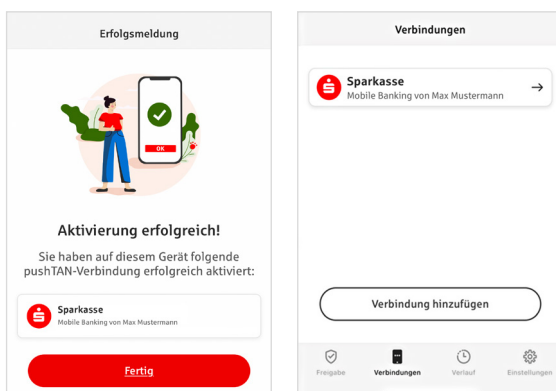 Erfolgsmeldung
OK
Aktivierung erfolgreich!
Sie haben auf diesem Gerät folgende
pushTAN-Verbindung erfolgreich aktiviert:
Sparkasse
Mobile Banking von Max Mustermann
Fertig
Verbindungen
Sparkasse
Mobile Banking von Max Mustermann
Verbindung hinzufügen
Freigabe Verbindungen Verlauf Einstellungen